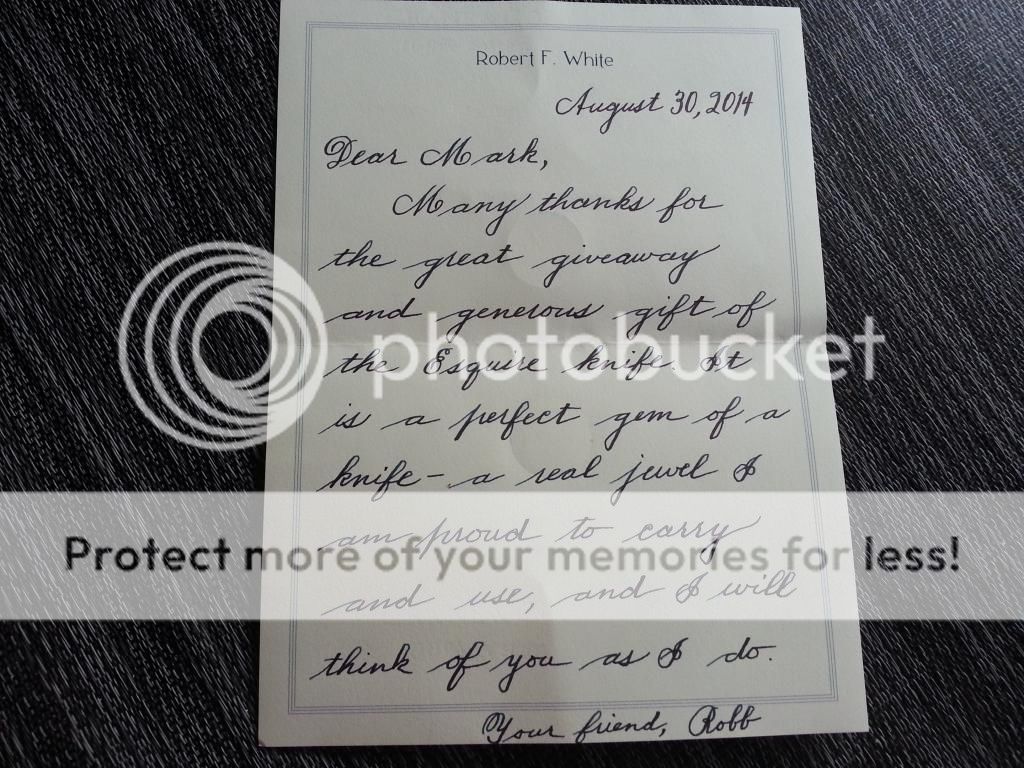 Robert F. White
August 30, 2014
Dear Mark,
Many thanks for
the great giveaway
and generous gift of
photobucket
the Esquire knife. It
is a perfect gem of a
knife - a real jewel I
am proud to carry
Protect more of your memories for less!
and use, and I will
think of you as I do.
Your friend, Robb